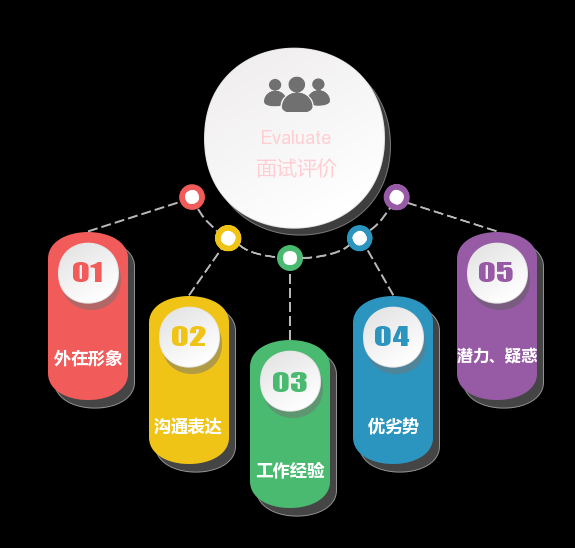 Evaluate
面试评价
01
外在形象
02
沟通表达
03
工作经验
04
优劣势
05
潜力、疑惑